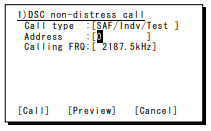 1)DSC non-distress call
Call type :[SAF/Indv/Test ]
Address :[0 ]
Calling FRQ:[ 2187.5kHz]
[Call] [Preview] [Cancel]